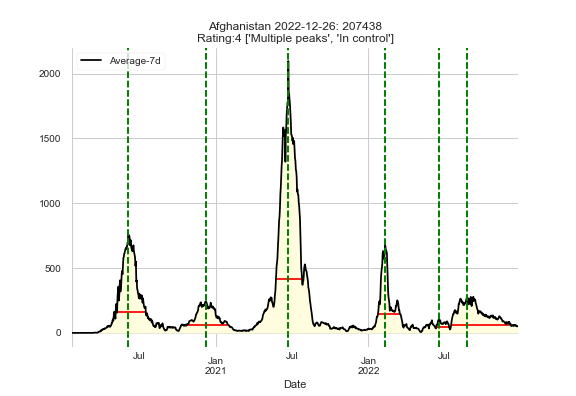 Afghanistan 2022-12-26: 207438
Rating:4 ['Multiple peaks', 'In control']
Average-7d
2000
1500
1000
500
0
Jul
Jan
2021
Jul
Jan
2022
Jul
Date